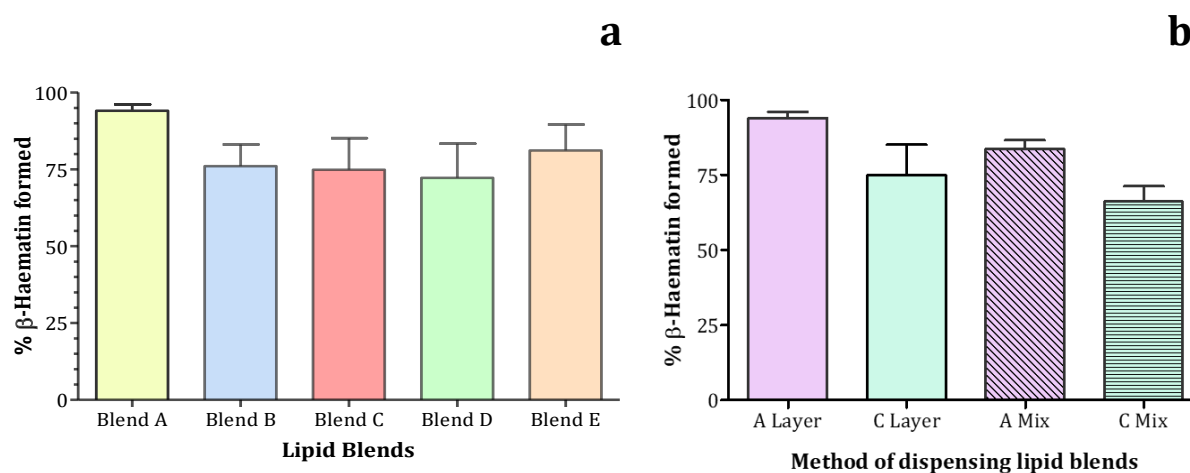 a
% β-Haematin formed
100
75
50
25
0
Blend A Blend B Blend C Blend D Blend E
Lipid Blends
b
% β-Haematin formed
100
75
50
25
0
A Layer C Layer A Mix C Mix
Method of dispensing lipid blends